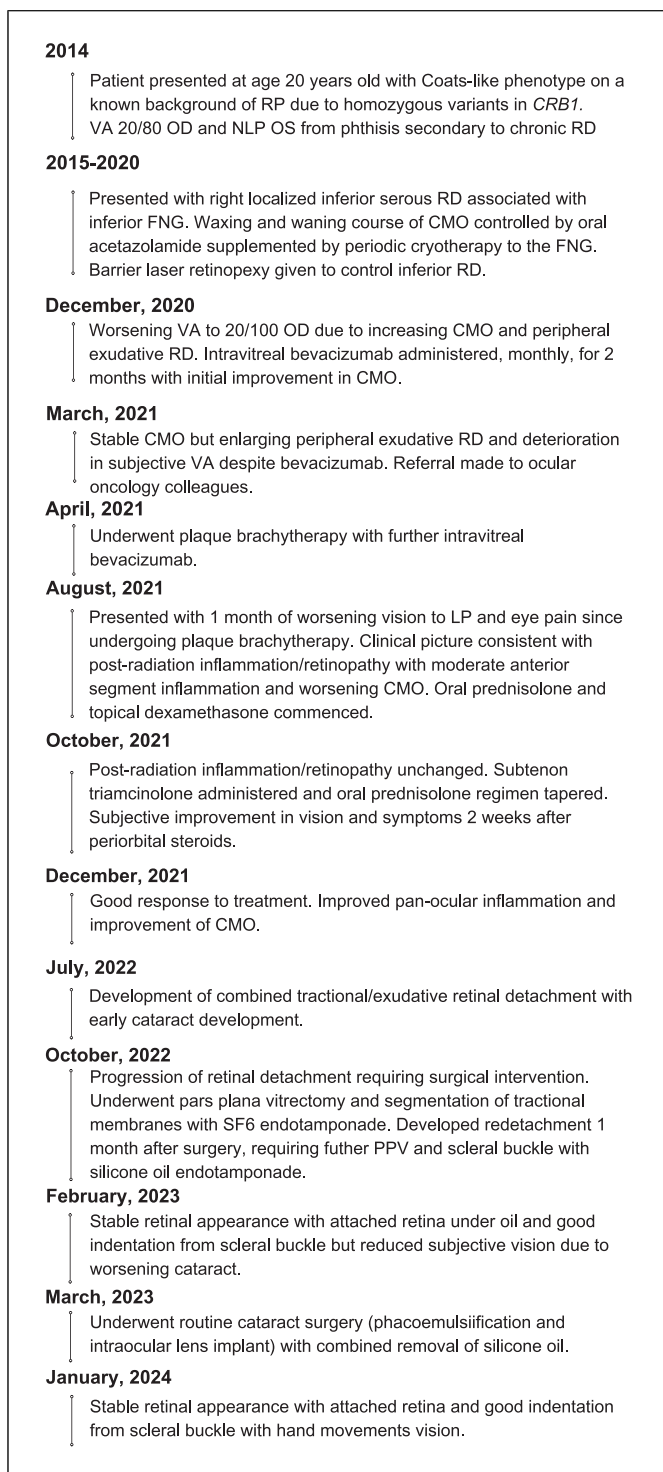 2014
Patient presented at age 20 years old with Coats-like phenotype on a
known background of RP due to homozygous variants in CRB1.
VA 20/80 OD and NLP OS from phthisis secondary to chronic RD
2015-2020
Presented with right localized inferior serous RD associated with
inferior FNG. Waxing and waning course of CMO controlled by oral
acetazolamide supplemented by periodic cryotherapy to the FNG.
Barrier laser retinopexy given to control inferior RD.
December, 2020
Worsening VA to 20/100 OD due to increasing CMO and peripheral
exudative RD. Intravitreal bevacizumab administered, monthly, for 2
months with initial improvement in CMO.
March, 2021
Stable CMO but enlarging peripheral exudative RD and deterioration
in subjective VA despite bevacizumab. Referral made to ocular
oncology colleagues.
April, 2021
Underwent plaque brachytherapy with further intravitreal
bevacizumab.
August, 2021
Presented with 1 month of worsening vision to LP and eye pain since
undergoing plaque brachytherapy. Clinical picture consistent with
post-radiation inflammation/retinopathy with moderate anterior
segment inflammation and worsening CMO. Oral prednisolone and
topical dexamethasone commenced.
October, 2021
Post-radiation inflammation/retinopathy unchanged. Subtenon
triamcinolone administered and oral prednisolone regimen tapered.
Subjective improvement in vision and symptoms 2 weeks after
periorbital steroids.
December, 2021
Good response to treatment. Improved pan-ocular inflammation and
improvement of CMO.
July, 2022
Development of combined tractional/exudative retinal detachment with
early cataract development.
October, 2022
Progression of retinal detachment requiring surgical intervention.
Underwent pars plana vitrectomy and segmentation of tractional
membranes with SF6 endotamponade. Developed redetachment 1
month after surgery, requiring futher PPV and scleral buckle with
silicone oil endotamponade.
February, 2023
Stable retinal appearance with attached retina under oil and good
indentation from scleral buckle but reduced subjective vision due to
worsening cataract.
March, 2023
Underwent routine cataract surgery (phacoemulsiification and
intraocular lens implant) with combined removal of silicone oil.
January, 2024
Stable retinal appearance with attached retina and good indentation
from scleral buckle with hand movements vision.